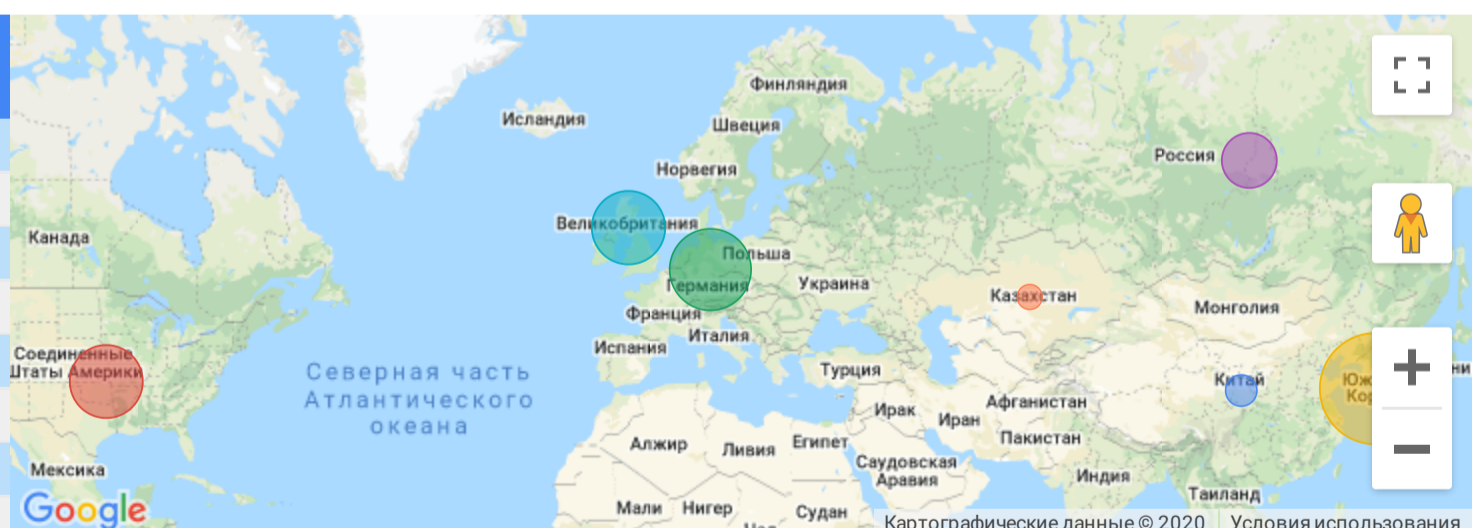 Финляндия
Исландия
Швеция
Россия
Норвегия
Великобритания
Канада
Польша
Германия
Украина
Казахстан
Монголия
Франция
Италия
Испания
Соединенные
Штаты Америки
Северная часть
Атлантического
океана
Турция
Китай
Ирак
Иран
Афганистан
Пакистан
Алжир
Ливия
Египет
Саудовская
Аравия
Индия
Мексика
Таиланд
Мали
Нигер
Судан
Google
Картографические данные © 2020
Условия использования